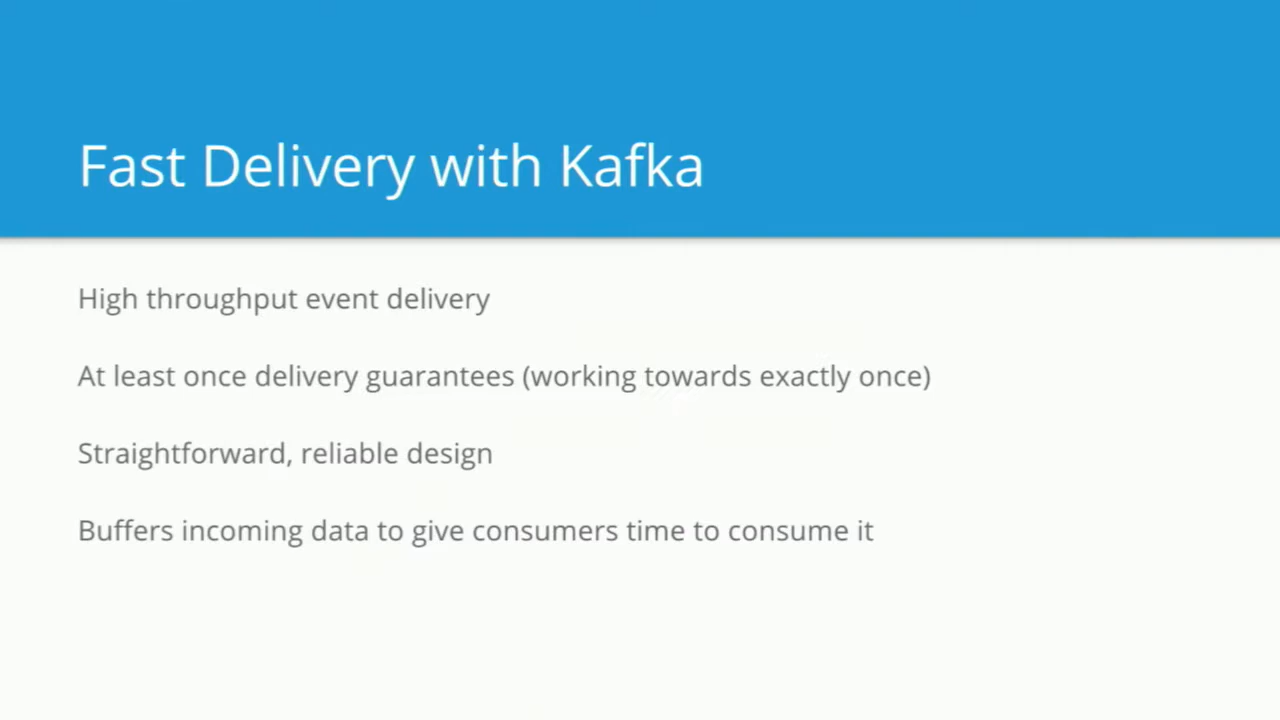 Fast Delivery with Kafka
High throughput event delivery
At least once delivery guarantees (working towards exactly once)
Straightforward, reliable design
Buffers incoming data to give consumers time to consume it